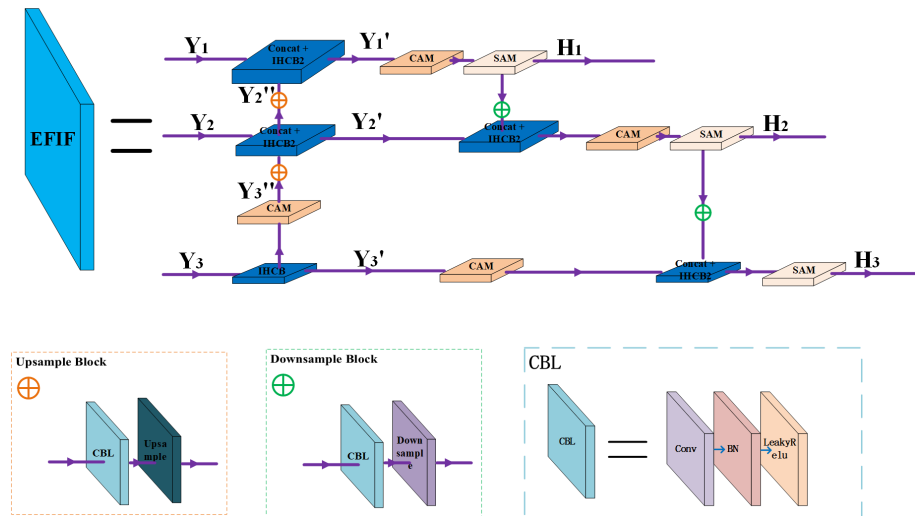 EFIF
Y1
Concat +
IHCB2
Y1'
CAM
SAM
H1
Y2''
Y2
Concat +
IHCB2
Y2'
Concat +
IHCB2
CAM
SAM
H2
Y3''
CAM
Y3
IHCB
Y3'
CAM
Concat +
IHCB2
SAM
H3
Upsample Block
CBL
Upsa
mple
Downsample Block
CBL
Down
sampl
e
CBL
CBL
Conv
BN
LeakyR
elu